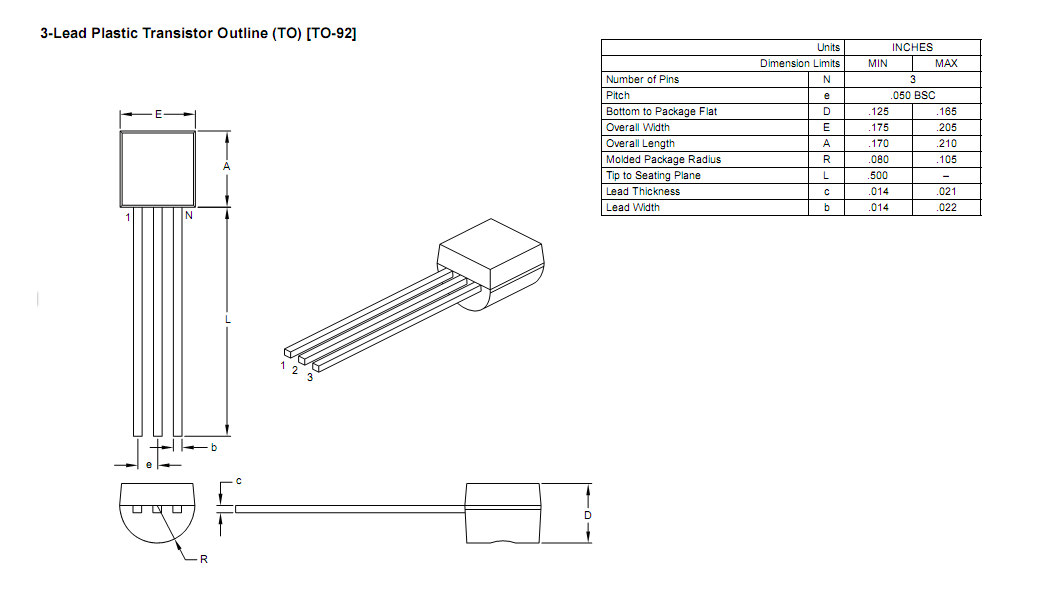 3-Lead Plastic Transistor Outline (TO) [TO-92]
Units INCHES
Dimension Limits MIN MAX
Number of Pins N 3
Pitch e .050 BSC
Bottom to Package Flat D .125 .165
Overall Width E .175 .205
Overall Length A .170 .210
Molded Package Radius R .080 .105
Tip to Seating Plane L .500 –
Lead Thickness c .014 .021
Lead Width b .014 .022
E
A
1 N
L
1
2
3
b
e
c
D
R